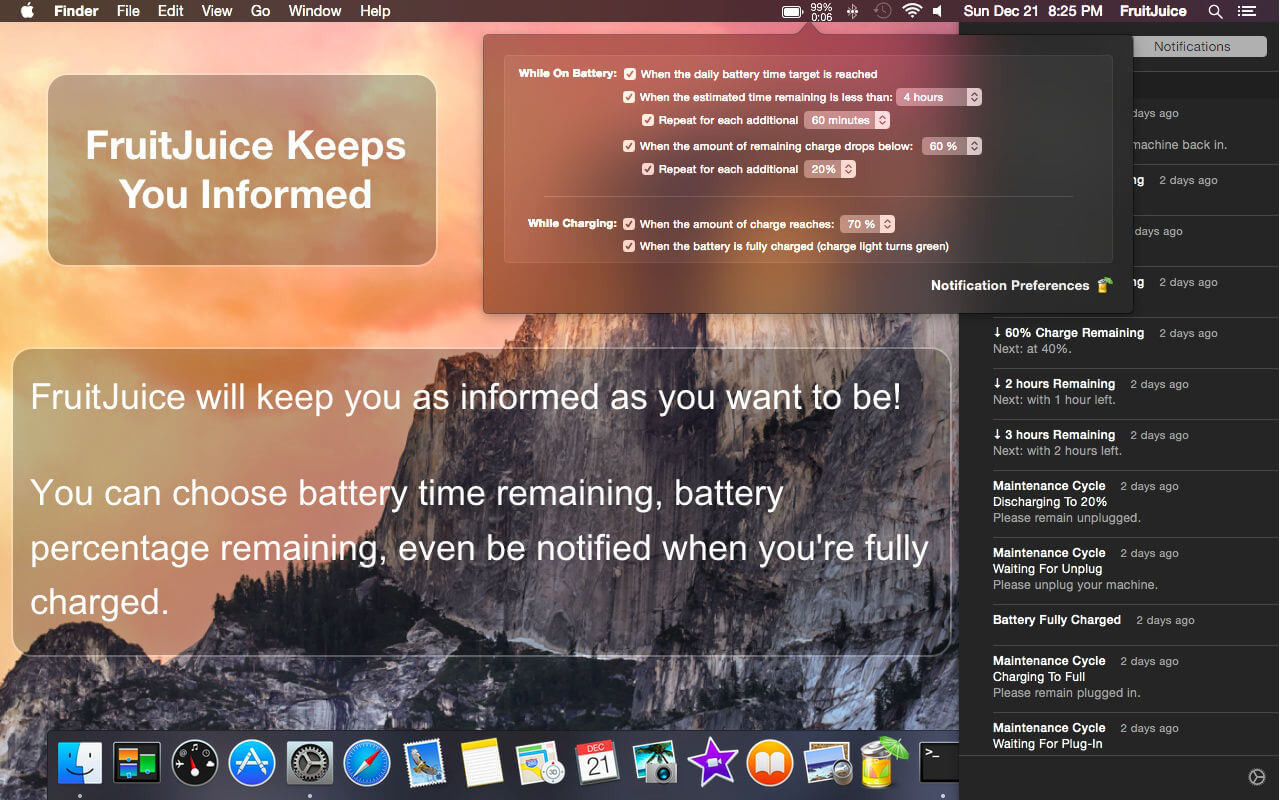 Finder File Edit View Go Window Help 99% 0:06 Sun Dec 21 8:25 PM FruitJuice
FruitJuice Keeps
You Informed
While On Battery: When the daily battery time target is reached
When the estimated time remaining is less than: 4 hours
Repeat for each additional 60 minutes
When the amount of remaining charge drops below: 60 %
Repeat for each additional 20%
While Charging: When the amount of charge reaches: 70 %
When the battery is fully charged (charge light turns green)
Notification Preferences
FruitJuice will keep you as informed as you want to be!
You can choose battery time remaining, battery
percentage remaining, even be notified when you're fully
charged.
Notifications
days ago
machine back in.
ng 2 days ago
days ago
ng 2 days ago
↓ 60% Charge Remaining 2 days ago
Next: at 40%.
↓ 2 hours Remaining 2 days ago
Next: with 1 hour left.
↓ 3 hours Remaining 2 days ago
Next: with 2 hours left.
Maintenance Cycle 2 days ago
Discharging To 20%
Please remain unplugged.
Maintenance Cycle 2 days ago
Waiting For Unplug
Please unplug your machine.
Battery Fully Charged 2 days ago
Maintenance Cycle 2 days ago
Charging To Full
Please remain plugged in.
Maintenance Cycle 2 days ago
Waiting For Plug-In
3D
DEC
21
>_